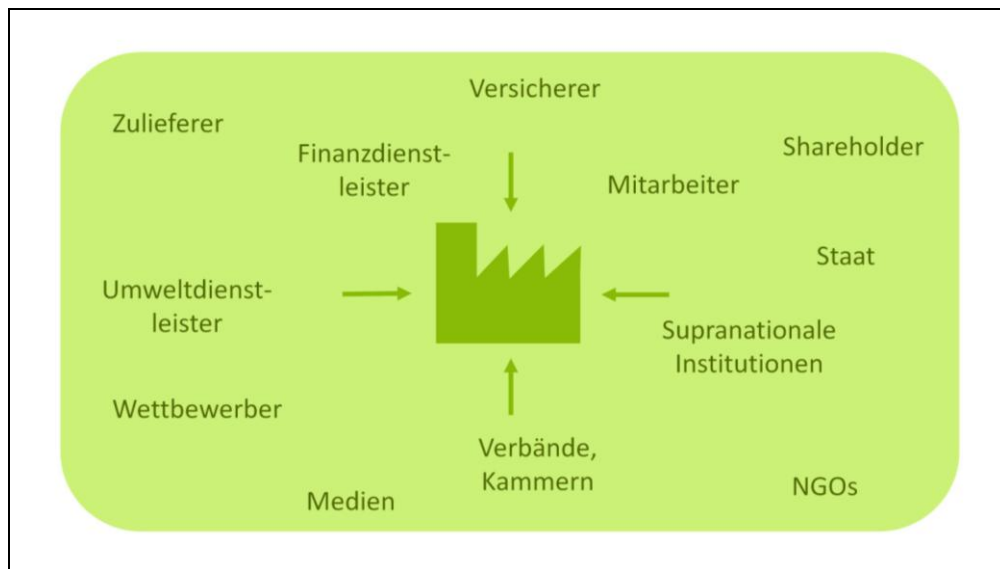 Versicherer
Zulieferer
Shareholder
Finanzdienst-
leister
Mitarbeiter
Staat
Umweltdienst-
leister
Supranationale
Institutionen
Wettbewerber
Verbände,
Kammern
Medien
NGOs